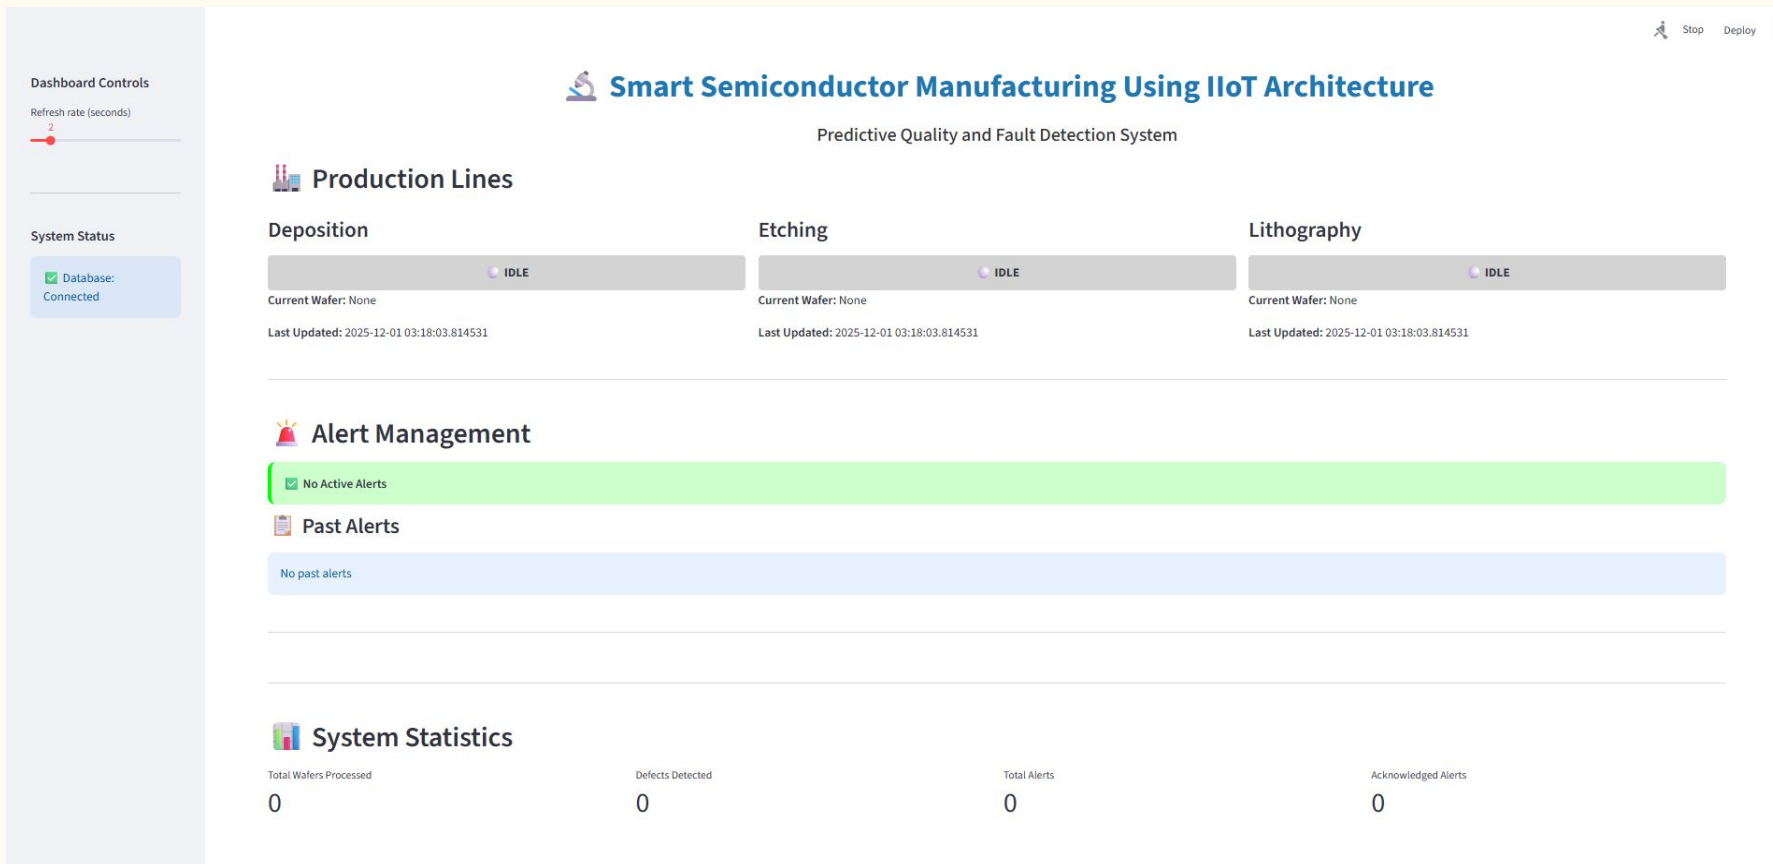 Stop Deploy
Dashboard Controls
Refresh rate (seconds)
2
System Status
Database:
Connected
Smart Semiconductor Manufacturing Using IIoT Architecture
Predictive Quality and Fault Detection System
Production Lines
Deposition Etching Lithography
IDLE IDLE IDLE
Current Wafer: None Current Wafer: None Current Wafer: None
Last Updated: 2025-12-01 03:18:03.814531 Last Updated: 2025-12-01 03:18:03.814531 Last Updated: 2025-12-01 03:18:03.814531
Alert Management
No Active Alerts
Past Alerts
No past alerts
System Statistics
Total Wafers Processed Defects Detected Total Alerts Acknowledged Alerts
0 0 0 0